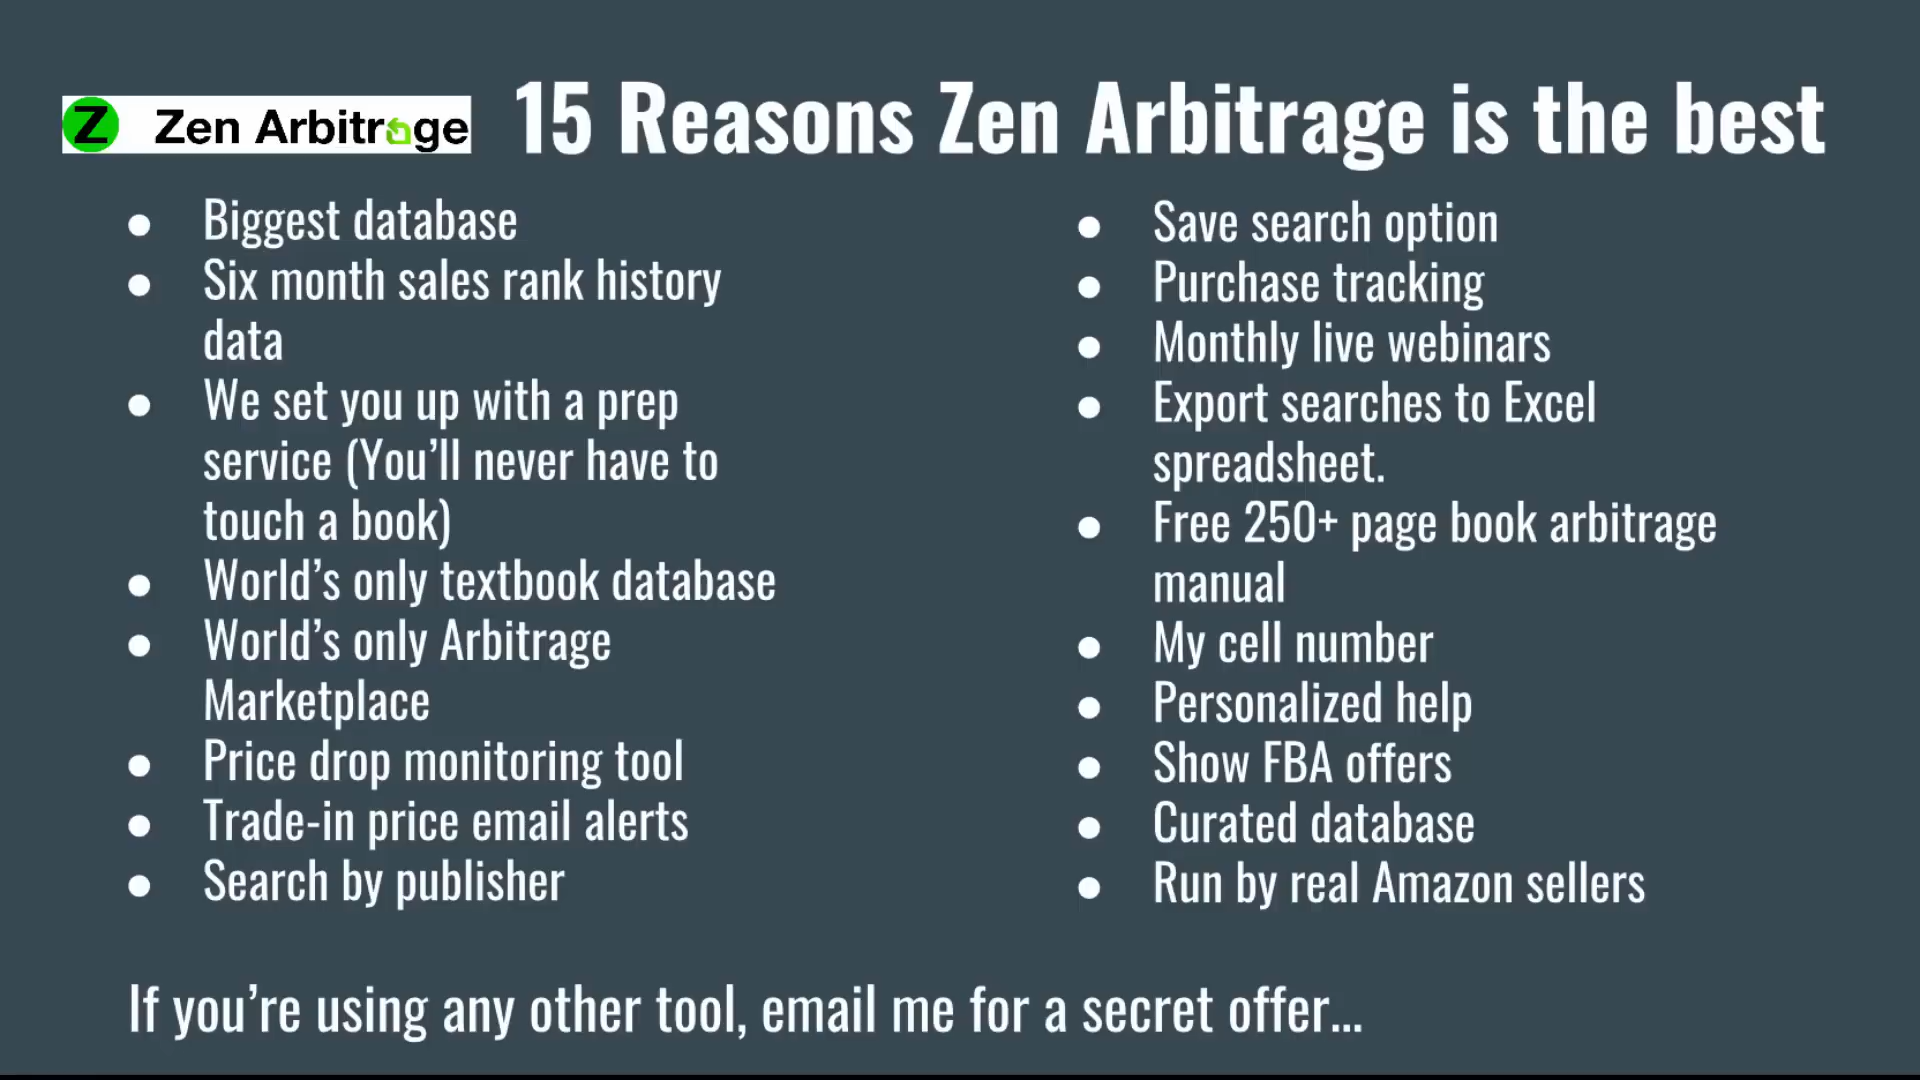 Z Zen Arbitrage
15 Reasons Zen Arbitrage is the best
● Biggest database
● Six month sales rank history
data
● We set you up with a prep
service (You’ll never have to
touch a book)
● World’s only textbook database
● World’s only Arbitrage
Marketplace
● Price drop monitoring tool
● Trade-in price email alerts
● Search by publisher
● Save search option
● Purchase tracking
● Monthly live webinars
● Export searches to Excel
spreadsheet.
● Free 250+ page book arbitrage
manual
● My cell number
● Personalized help
● Show FBA offers
● Curated database
● Run by real Amazon sellers
If you’re using any other tool, email me for a secret offer...